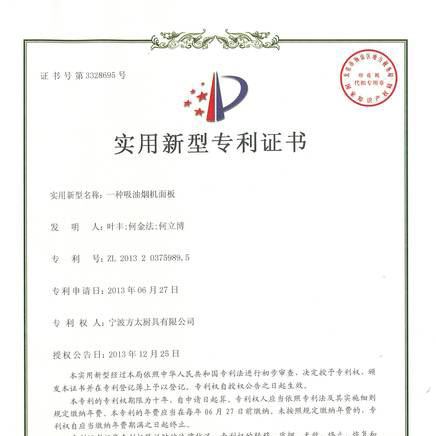 证书号第3328695号
实用新型专利证书
实用新型名称：一种吸油烟机面板
发明人：叶丰;何金法;何立博
专利号：ZL 2013 2 0375989.5
专利申请日：2013年06月27日
专利权人：宁波方太厨具有限公司
授权公告日：2013年12月25日
本实用新型经过本局依照中华人民共和国专利法进行初步审查，决定授予专利权，颁
发本证书并在专利登记簿上予以登记。专利权自授权公告之日起生效。
本专利的专利权期限为十年，自申请日起算。专利权人应当依照专利法及其实施细则
规定缴纳年费。本专利的年费应当在每年06月27日前缴纳。未按照规定缴纳年费的，专
利权自应当缴纳年费期满之日起终止。